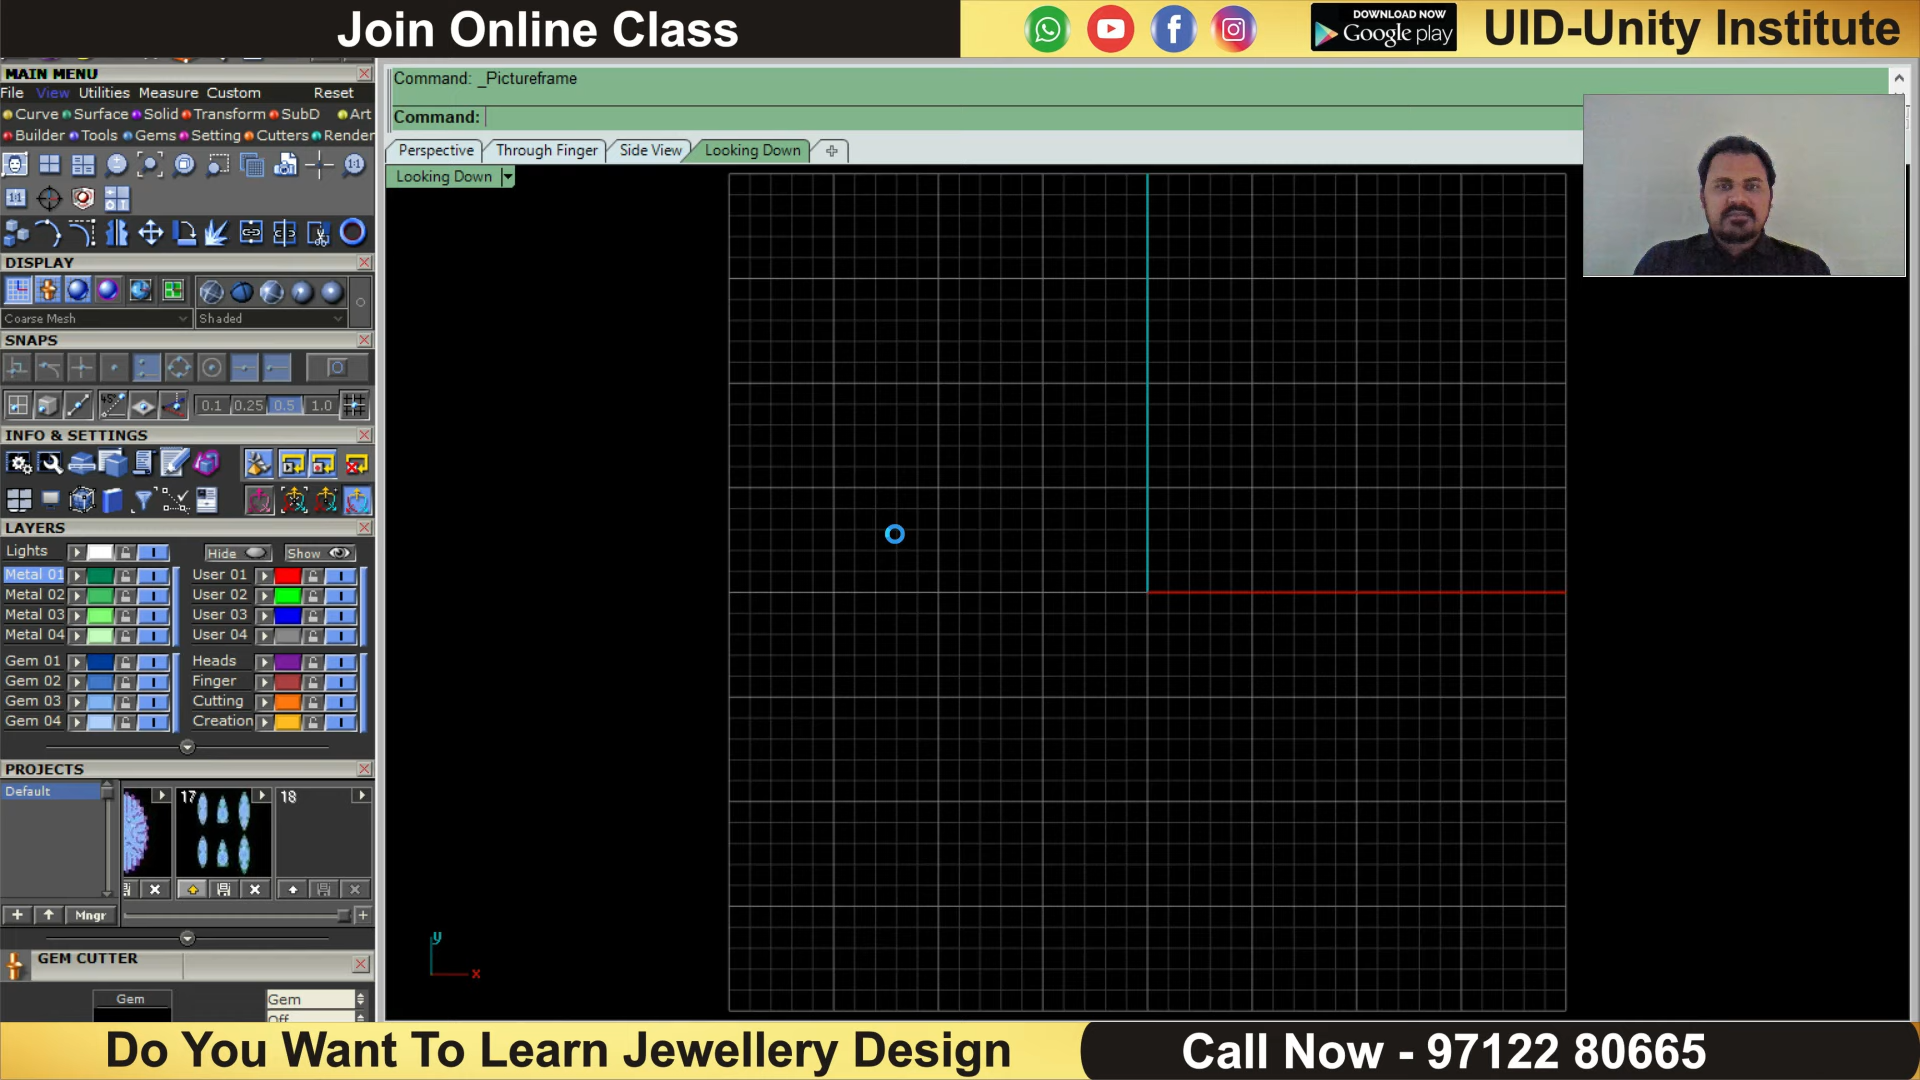 Join Online Class
DOWNLOAD NOW
Google play
UID-Unity Institute
MAIN MENU
File View Utilities Measure Custom Reset
Curve Surface Solid Transform SubD Art
Builder Tools Gems Setting Cutters Render
1:1
1:1
DISPLAY
Coarse Mesh
Shaded
SNAPS
45°
0.1 0.25 0.5 1.0
INFO & SETTINGS
LAYERS
Lights Hide Show
Metal 01 User 01
Metal 02 User 02
Metal 03 User 03
Metal 04 User 04
Gem 01 Heads
Gem 02 Finger
Gem 03 Cutting
Gem 04 Creation
PROJECTS
Default
17 18
Mngr
GEM CUTTER
Gem
Gem
Off
Command: _Pictureframe
Command:
Perspective Through Finger Side View Looking Down
Looking Down
y
x
Do You Want To Learn Jewellery Design
Call Now - 97122 80665